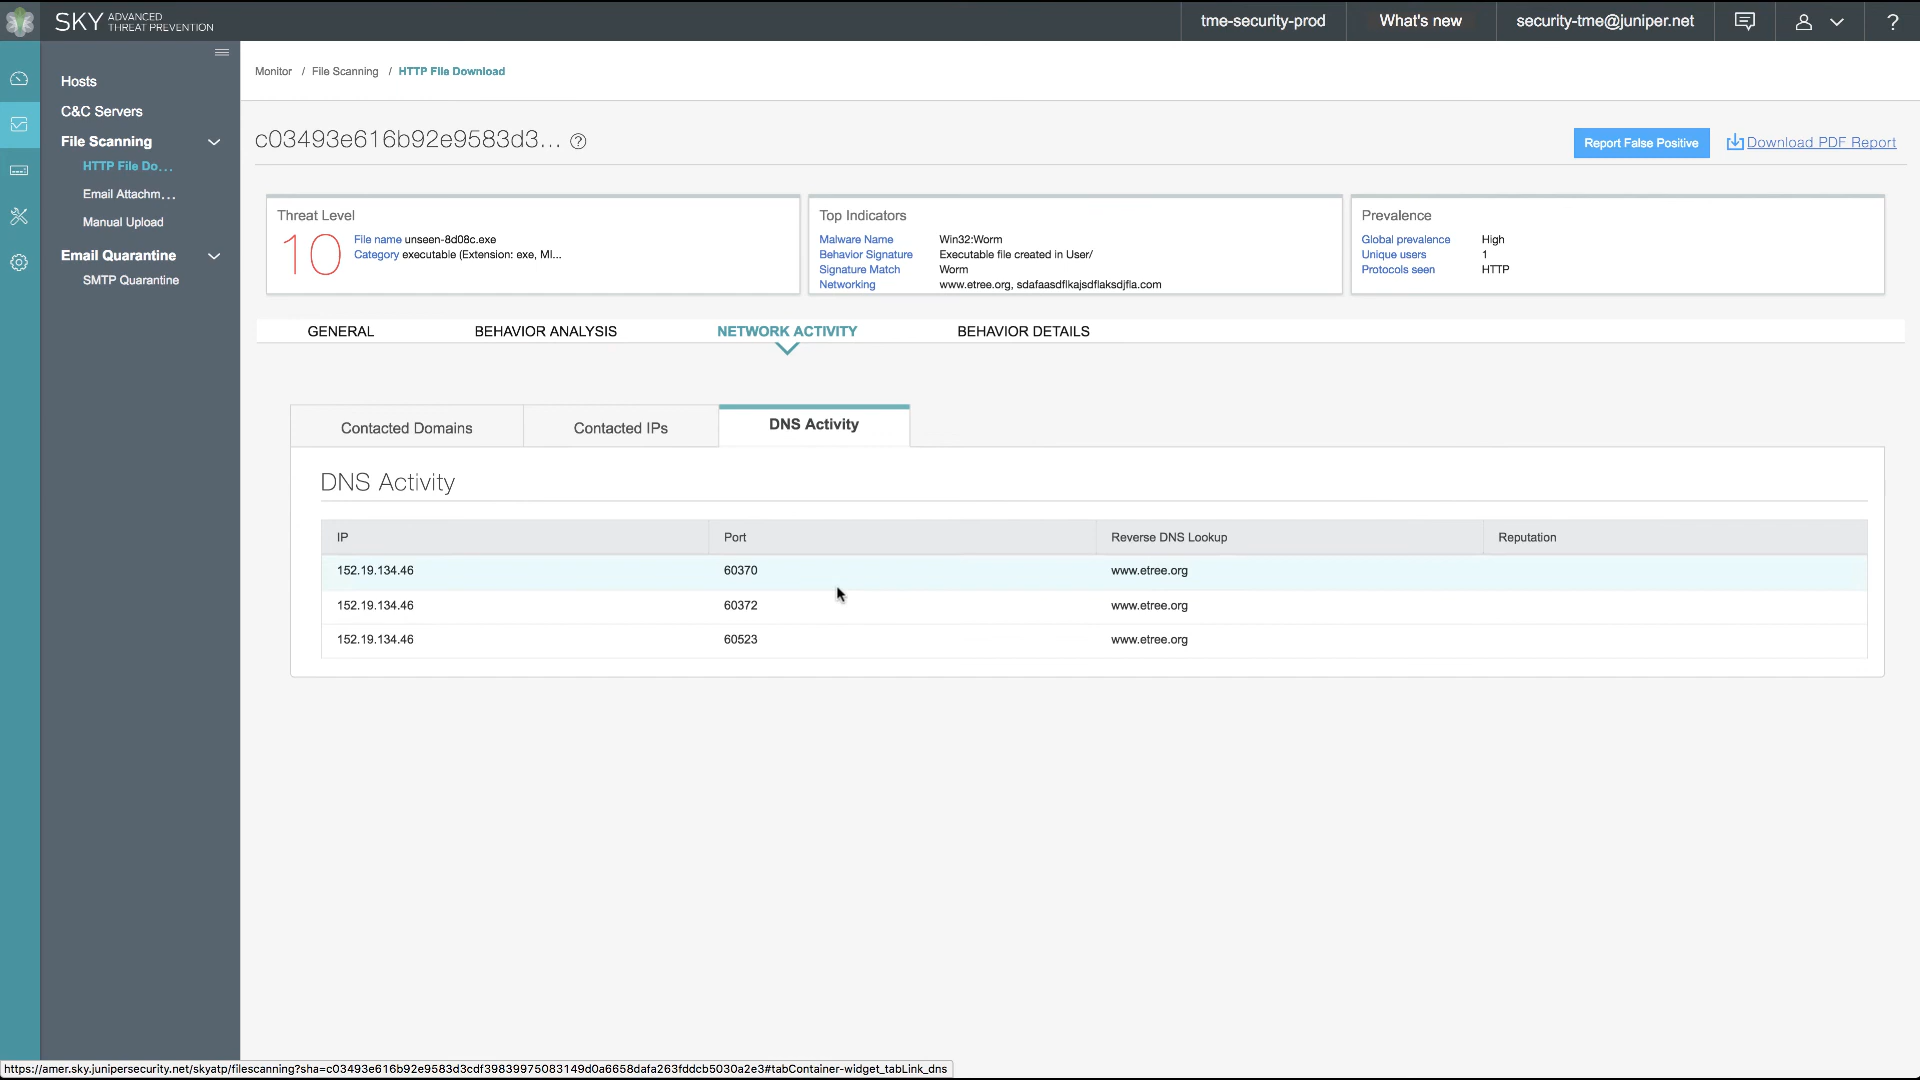 SKY ADVANCED THREAT PREVENTION
tme-security-prod
What's new
security-tme@juniper.net
?
Hosts
C&C Servers
File Scanning
HTTP File Do...
Email Attachm...
Manual Upload
Email Quarantine
SMTP Quarantine
Monitor / File Scanning / HTTP File Download
c03493e616b92e9583d3... ?
Report False Positive
Download PDF Report
Threat Level
10
File name unseen-8d08c.exe
Category executable (Extension: exe, MI...
Top Indicators
Malware Name Win32:Worm
Behavior Signature Executable file created in User/
Signature Match Worm
Networking www.etree.org, sdafaasdflkajsdflaksdjfla.com
Prevalence
Global prevalence High
Unique users 1
Protocols seen HTTP
GENERAL BEHAVIOR ANALYSIS NETWORK ACTIVITY BEHAVIOR DETAILS
Contacted Domains Contacted IPs DNS Activity
DNS Activity
IP Port Reverse DNS Lookup Reputation
152.19.134.46 60370 www.etree.org
152.19.134.46 60372 www.etree.org
152.19.134.46 60523 www.etree.org
https://amer.sky.junipersecurity.net/skyatp/filescanning?sha=c03493e616b92e9583d3cdf39839975083149d0a6658dafa263fddcb5030a2e3#tabContainer-widget_tabLink_dns